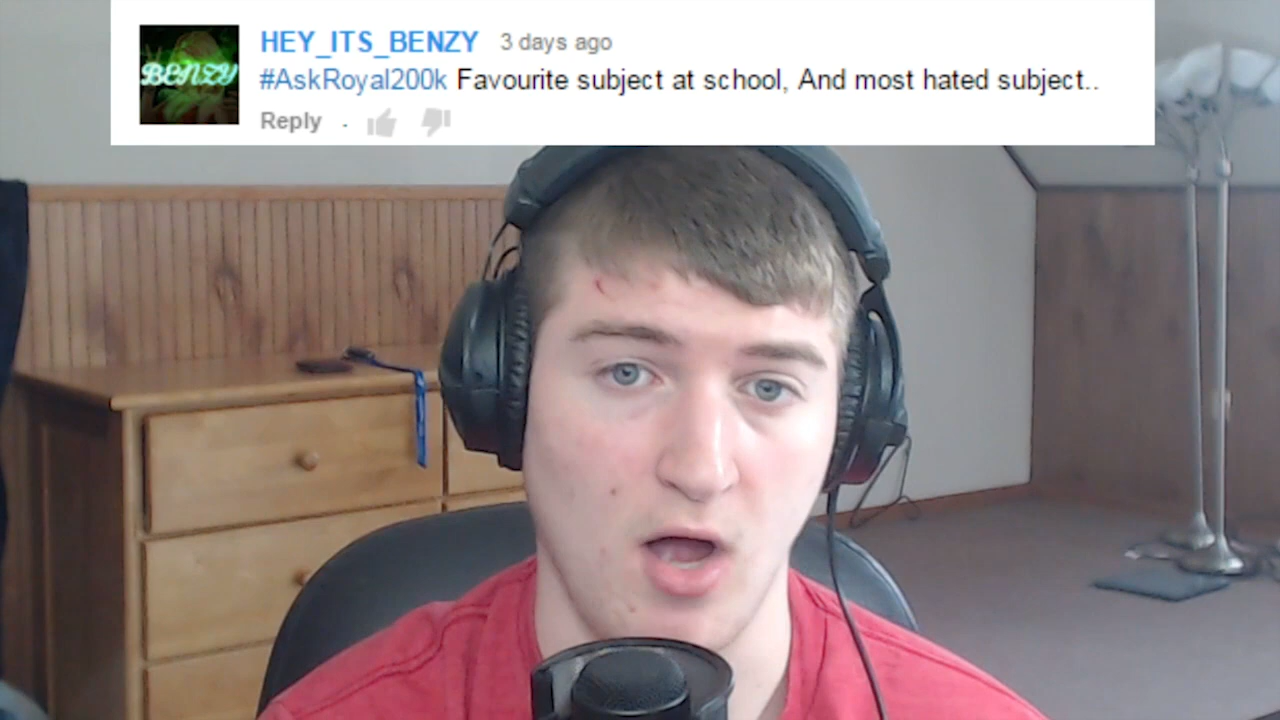 HEY_ITS_BENZY 3 days ago
BENZY
#AskRoyal200k Favourite subject at school, And most hated subject..
Reply